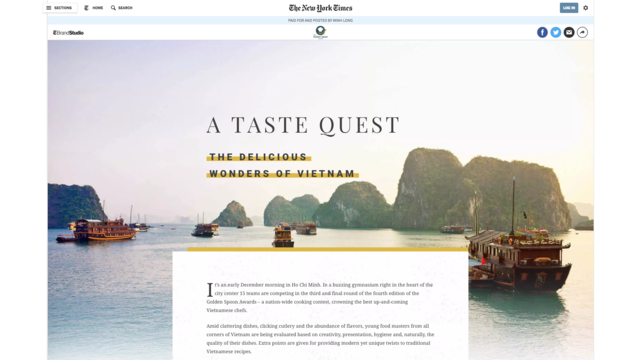 SECTIONS
HOME
SEARCH
The New York Times
LOG IN
PAID FOR AND POSTED BY MINH LONG
BrandStudio
A TASTE QUEST
THE DELICIOUS
WONDERS OF VIETNAM
It's an early December morning in Ho Chi Minh. In a buzzing gymnasium right in the heart of the
city center 15 teams are competing in the third and final round of the fourth edition of the
Golden Spoon Awards – a nation-wide cooking contest, crowning the best up-and-coming
Vietnamese chefs.
Amid clattering dishes, clicking cutlery and the abundance of flavors, young food masters from all
corners of Vietnam are being evaluated based on creativity, presentation, hygiene and, naturally, the
quality of their dishes. Extra points are given for providing modern yet unique twists to traditional
Vietnamese recipes.